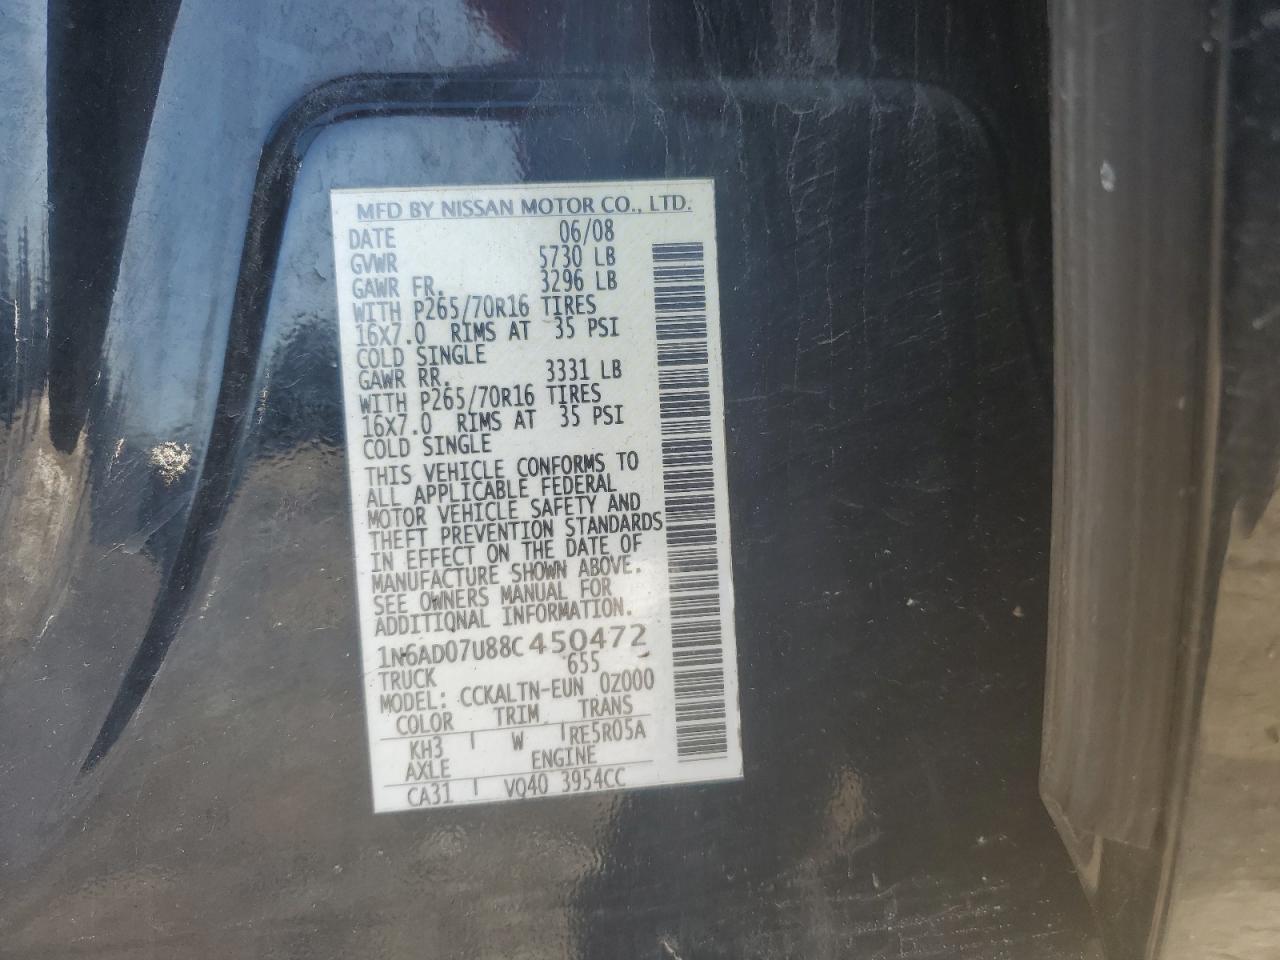 MFD BY NISSAN MOTOR CO., LTD.
DATE 06/08
GVWR 5730 LB
GAWR FR. 3296 LB
WITH P265/70R16 TIRES
16X7.0 RIMS AT 35 PSI
COLD SINGLE
GAWR RR. 3331 LB
WITH P265/70R16 TIRES
16X7.0 RIMS AT 35 PSI
COLD SINGLE
THIS VEHICLE CONFORMS TO
ALL APPLICABLE FEDERAL
MOTOR VEHICLE SAFETY AND
THEFT PREVENTION STANDARDS
IN EFFECT ON THE DATE OF
MANUFACTURE SHOWN ABOVE.
SEE OWNERS MANUAL FOR
ADDITIONAL INFORMATION.
1N6AD07U88C450472
TRUCK 655
MODEL: CCKALTN-EUN 0Z000
COLOR TRIM TRANS
KH3 W RE5R05A
AXLE ENGINE
CA31 VQ40 3954CC